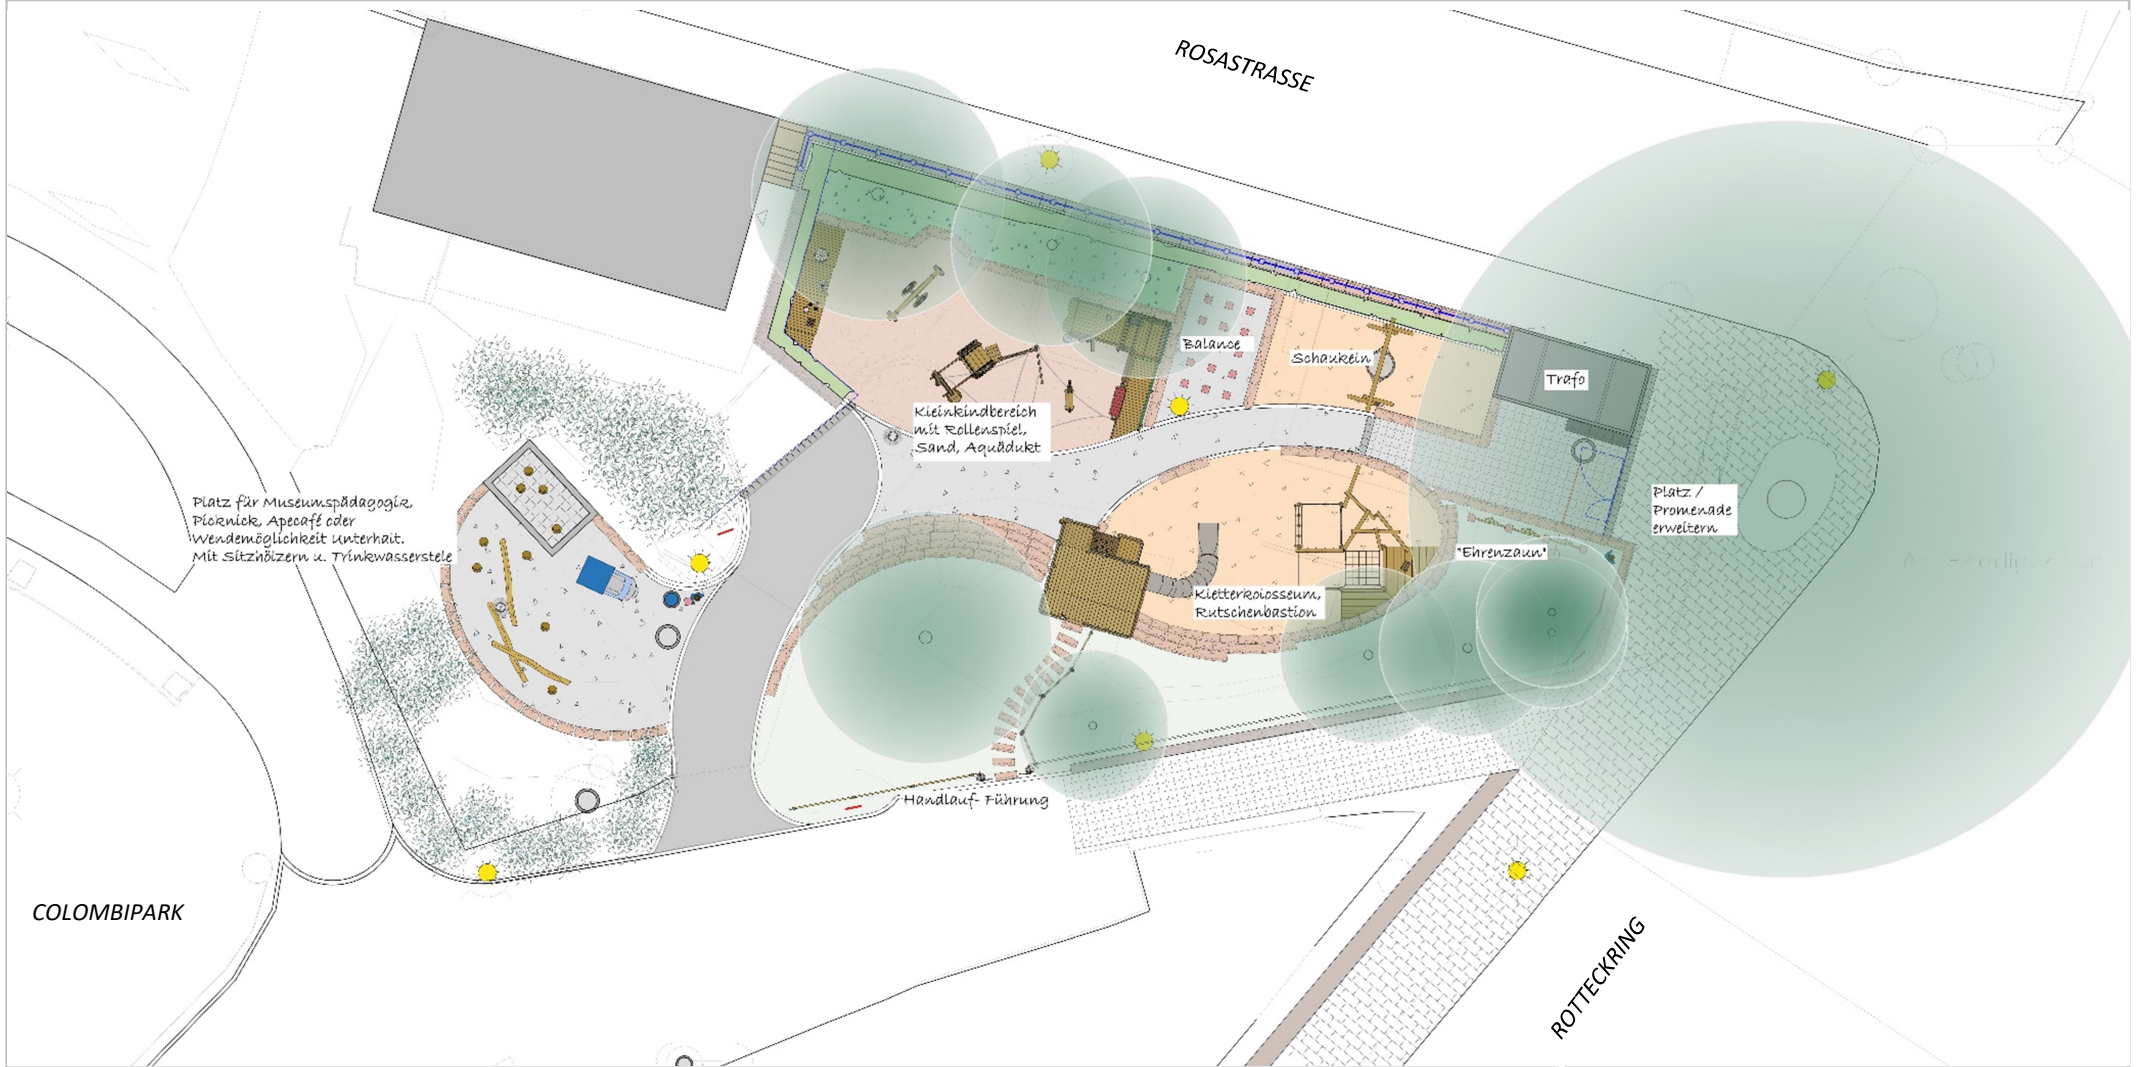 ROSASTRASSE
Balance
Schaukeln
Trafo
Kleinkindbereich
mit Rollenspiel,
Sand, Aquädukt
Platz für Museumspädagogik,
Picknick, Apecafé oder
Wendemöglichkeit Unterhalt.
Mit Sitzhölzern u. Trinkwasserstele
Platz /
Promenade
erweitern
"Ehrenzaun"
Kletterkolosseum,
Rutschenbastion
Handlauf- Führung
COLOMBIPARK
ROTTECKRING